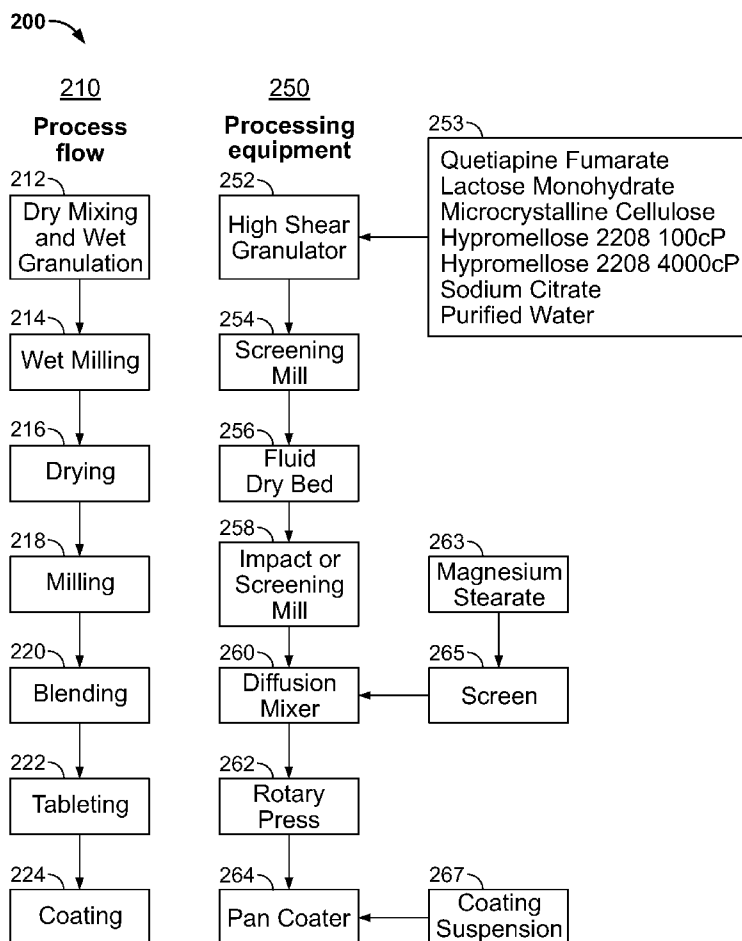 200
210
Process
flow
212
Dry Mixing
and Wet
Granulation
214
Wet Milling
216
Drying
218
Milling
220
Blending
222
Tableting
224
Coating
250
Processing
equipment
252
High Shear
Granulator
254
Screening
Mill
256
Fluid
Dry Bed
258
Impact or
Screening
Mill
260
Diffusion
Mixer
262
Rotary
Press
264
Pan Coater
253
Quetiapine Fumarate
Lactose Monohydrate
Microcrystalline Cellulose
Hypromellose 2208 100cP
Hypromellose 2208 4000cP
Sodium Citrate
Purified Water
263
Magnesium
Stearate
265
Screen
267
Coating
Suspension